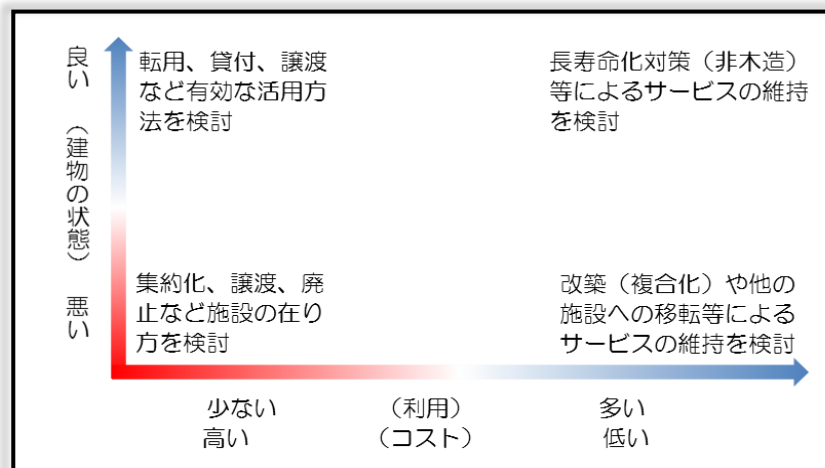 良い （建物の状態） 悪い
転用、貸付、譲渡
など有効な活用方
法を検討
長寿命化対策（非木造）
等によるサービスの維持
を検討
集約化、譲渡、廃
止など施設の在り
方を検討
改築（複合化）や他の
施設への移転等による
サービスの維持を検討
少ない （利用） 多い
高い （コスト） 低い